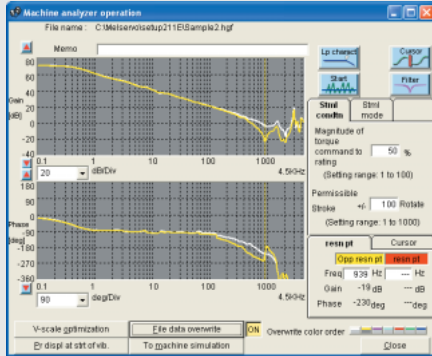 Machine analyzer operation
File name : C:\Melservo\setup211E\Sample2.hgf
Memo
Lp charact
Cursor
Start
Filter
80
60
40
20
0
-20
-40
Gain
[dB]
0.1 1 10 100 1000 4.5KHz
20 dB/Div
180
90
0
-90
-180
-270
-360
Phase
[deg]
0.1 1 10 100 1000 4.5KHz
90 deg/Div
Stml condtn
Stml mode
Magnitude of
torque
command to 50 %
rating
(Setting range: 1 to 100)
Permissible
Stroke +/- 100 Rotate
(Setting range: 1 to 1000)
resn pt Cursor
Opp resn pt resn pt
Freq 939 Hz --- Hz
Gain -19 dB --- dB
Phase -230 deg ---deg
V-scale optimization File data overwrite ON Overwrite color order
Pr displ at strt of vib. To machine simulation Close